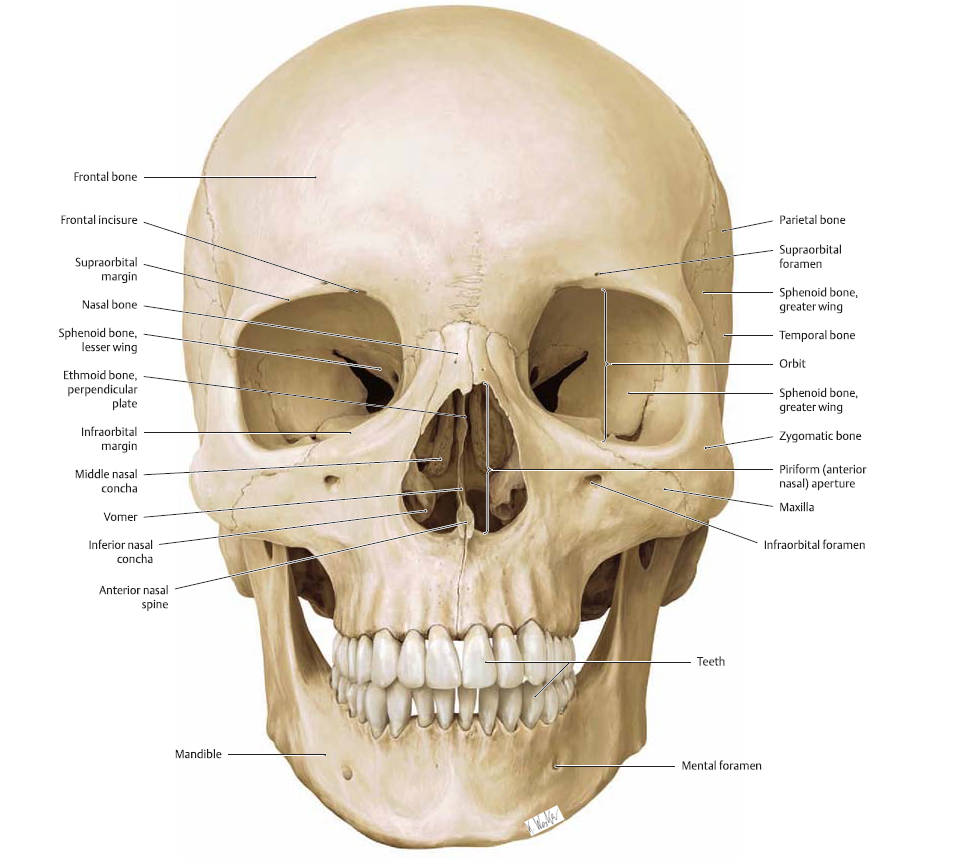 Frontal bone
Frontal incisure
Supraorbital
margin
Nasal bone
Sphenoid bone,
lesser wing
Ethmoid bone,
perpendicular
plate
Infraorbital
margin
Middle nasal
concha
Vomer
Inferior nasal
concha
Anterior nasal
spine
Mandible
Parietal bone
Supraorbital
foramen
Sphenoid bone,
greater wing
Temporal bone
Orbit
Sphenoid bone,
greater wing
Zygomatic bone
Piriform (anterior
nasal) aperture
Maxilla
Infraorbital foramen
Teeth
Mental foramen